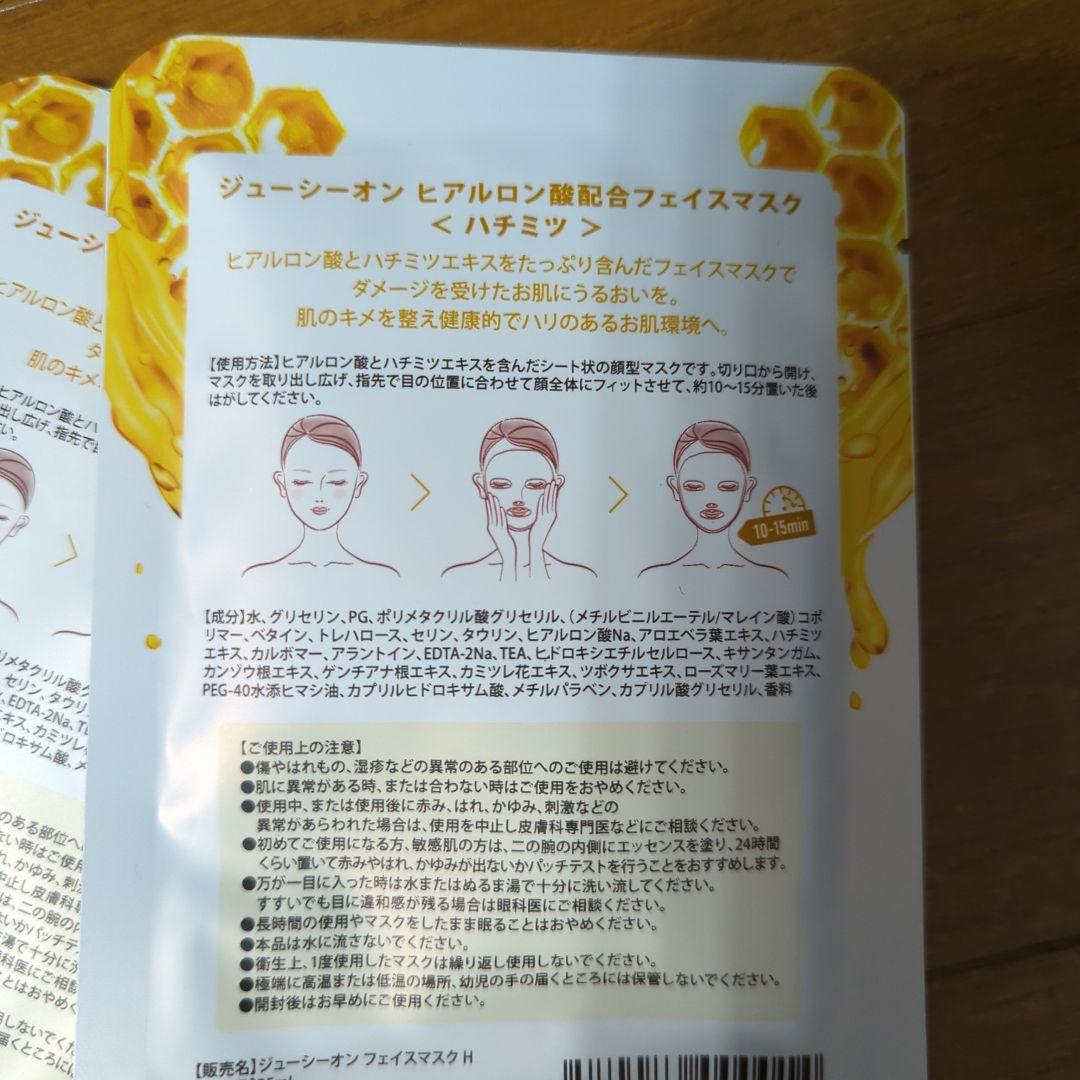 ジューシーオン ヒアルロン酸配合フェイスマスク
＜ ハチミツ ＞
ヒアルロン酸とハチミツエキスをたっぷり含んだフェイスマスクで
ダメージを受けたお肌にうるおいを。
肌のキメを整え健康的でハリのあるお肌環境へ。
【使用方法】ヒアルロン酸とハチミツエキスを含んだシート状の顔型マスクです。切り口から開け、
マスクを取り出し広げ、指先で目の位置に合わせて顔全体にフィットさせて、約10〜15分置いた後
はがしてください。
10-15min
【成分】水、グリセリン、PG、ポリメタクリル酸グリセリル、（メチルビニルエーテル/マレイン酸）コポ
リマー、ベタイン、トレハロース、セリン、タウリン、ヒアルロン酸Na、アロエベラ葉エキス、ハチミツ
エキス、カルボマー、アラントイン、EDTA-2Na、TEA、ヒドロキシエチルセルロース、キサンタンガム、
カンゾウ根エキス、ゲンチアナ根エキス、カミツレ花エキス、ツボクサエキス、ローズマリー葉エキス、
PEG-40水添ヒマシ油、カプリルヒドロキサム酸、メチルパラベン、カプリル酸グリセリル、香料
【ご使用上の注意】
●傷やはれもの、湿疹などの異常のある部位へのご使用は避けてください。
●肌に異常がある時、または合わない時はご使用をおやめください。
●使用中、または使用後に赤み、はれ、かゆみ、刺激などの
異常があらわれた場合は、使用を中止し皮膚科専門医などにご相談ください。
●初めてご使用になる方、敏感肌の方は、二の腕の内側にエッセンスを塗り、24時間
くらい置いて赤みやはれ、かゆみが出ないかパッチテストを行うことをおすすめします。
●万が一目に入った時は水またはぬるま湯で十分に洗い流してください。
すすいでも目に違和感が残る場合は眼科医にご相談ください。
●長時間の使用やマスクをしたまま眠ることはおやめください。
●本品は水に流さないでください。
●衛生上、1度使用したマスクは繰り返し使用しないでください。
●極端に高温または低温の場所、幼児の手の届くところには保管しないでください。
●開封後はお早めにご使用ください。
【販売名】ジューシーオン フェイスマスク H